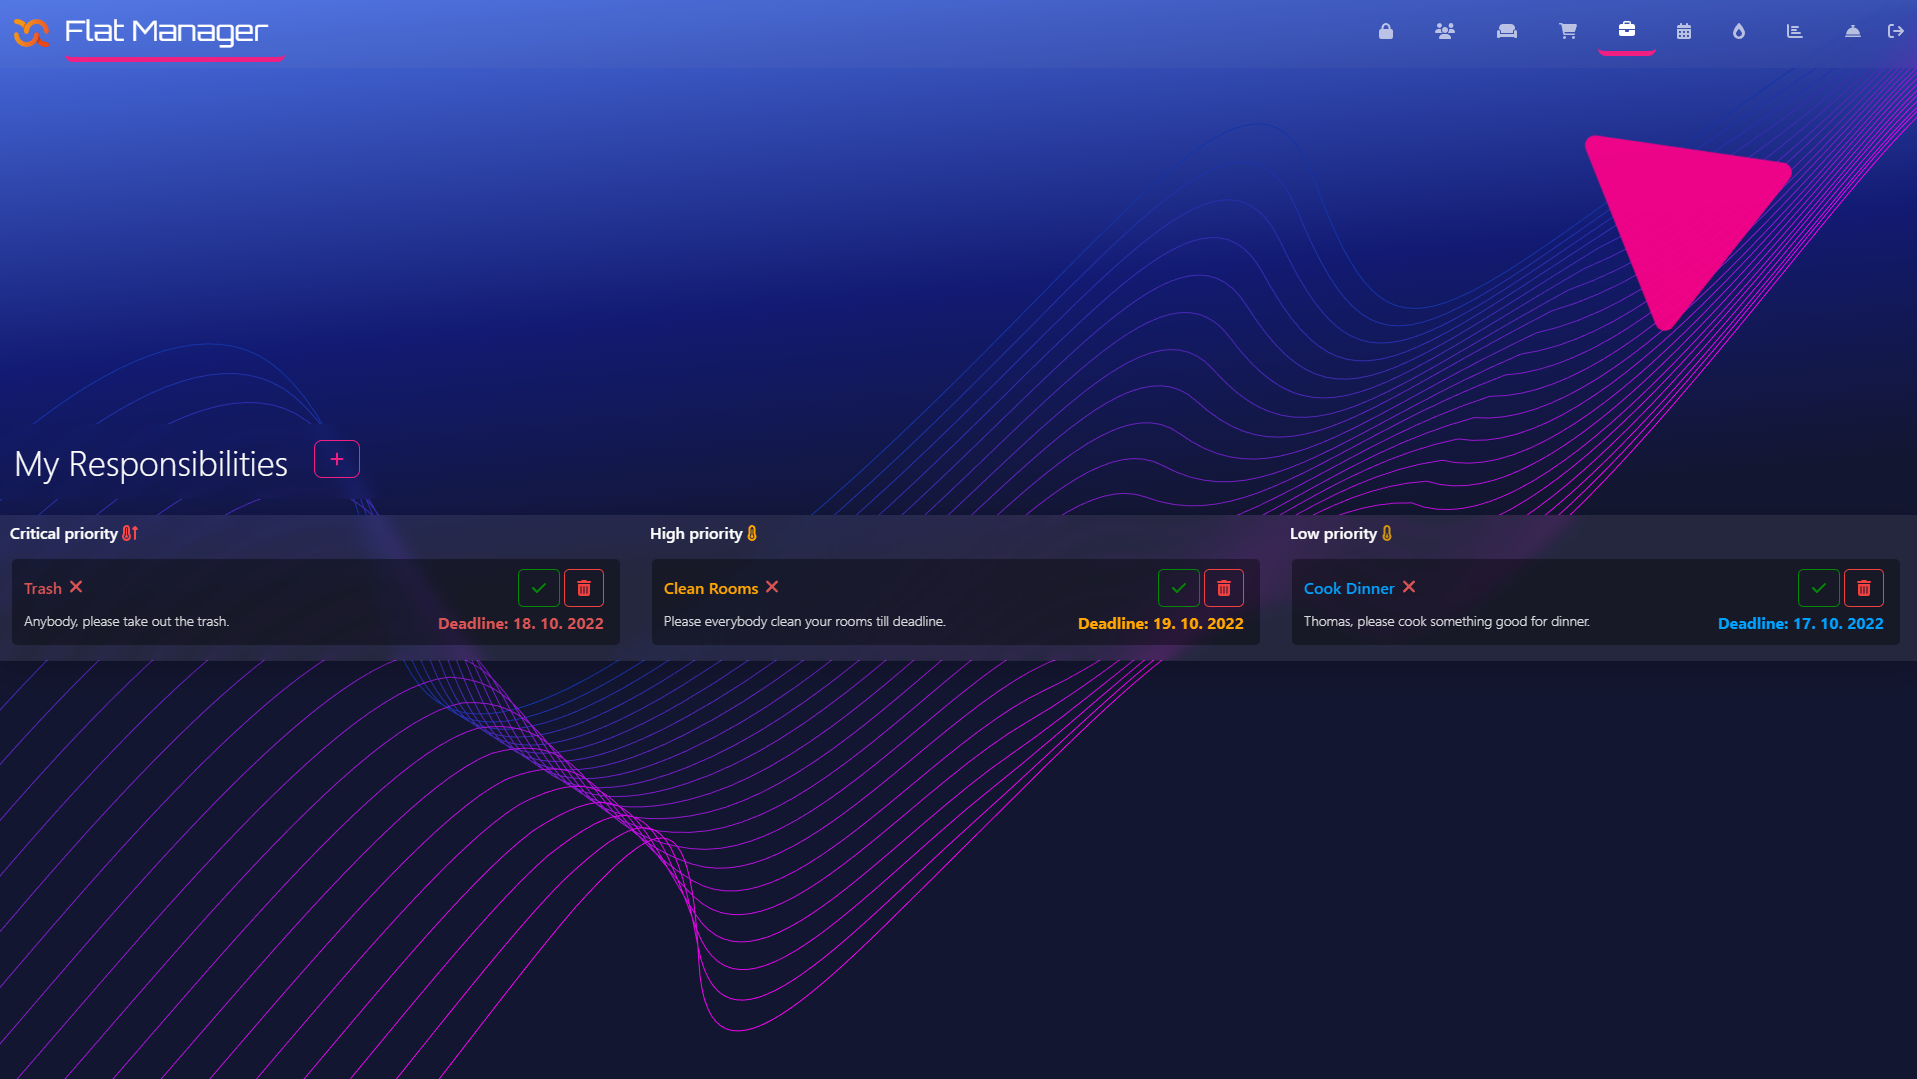 Flat Manager
My Responsibilities
Critical priority
Trash
Anybody, please take out the trash.
Deadline: 18. 10. 2022
High priority
Clean Rooms
Please everybody clean your rooms till deadline.
Deadline: 19. 10. 2022
Low priority
Cook Dinner
Thomas, please cook something good for dinner.
Deadline: 17. 10. 2022